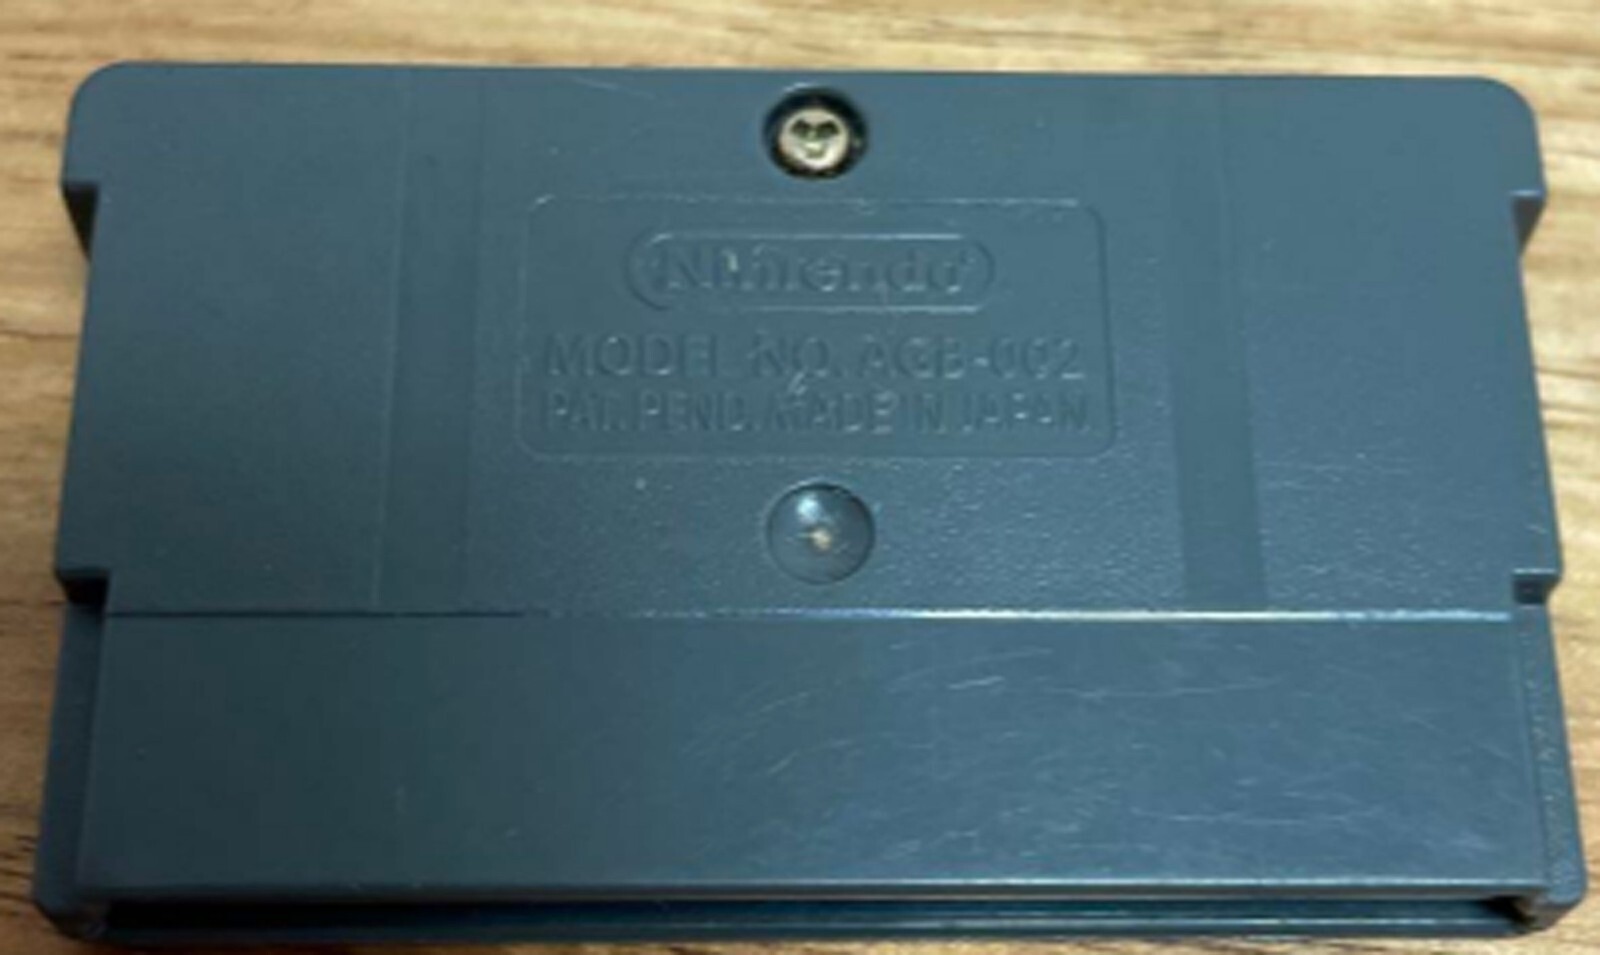 Nintendo
MODEL NO. AGB-002
PAT. PEND. MADE IN JAPAN